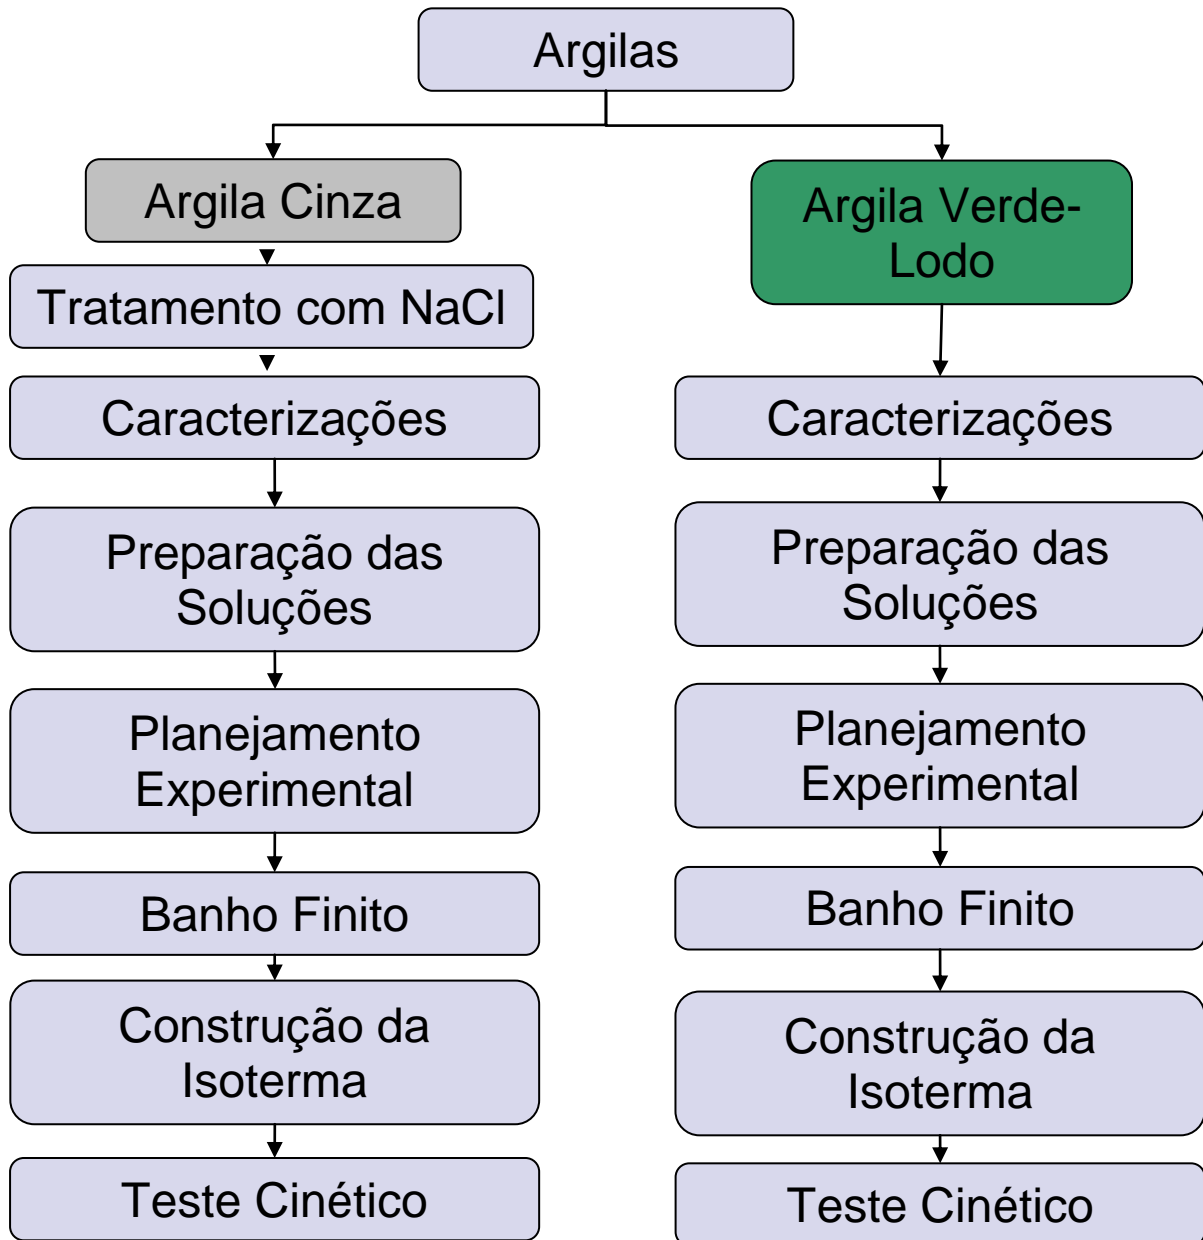 Argilas
Argila Cinza
Tratamento com NaCl
Caracterizações
Preparação das
Soluções
Planejamento
Experimental
Banho Finito
Construção da
Isoterma
Teste Cinético
Argila Verde-
Lodo
Caracterizações
Preparação das
Soluções
Planejamento
Experimental
Banho Finito
Construção da
Isoterma
Teste Cinético